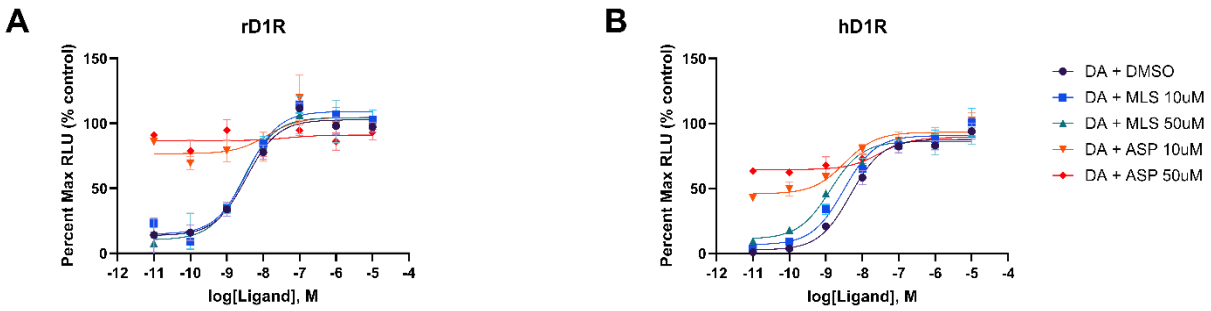 A
rD1R
Percent Max RLU (% control)
150
100
50
0
-12 -11 -10 -9 -8 -7 -6 -5 -4
log[Ligand], M
B
hD1R
Percent Max RLU (% control)
150
100
50
0
-12 -11 -10 -9 -8 -7 -6 -5 -4
log[Ligand], M
DA + DMSO
DA + MLS 10uM
DA + MLS 50uM
DA + ASP 10uM
DA + ASP 50uM